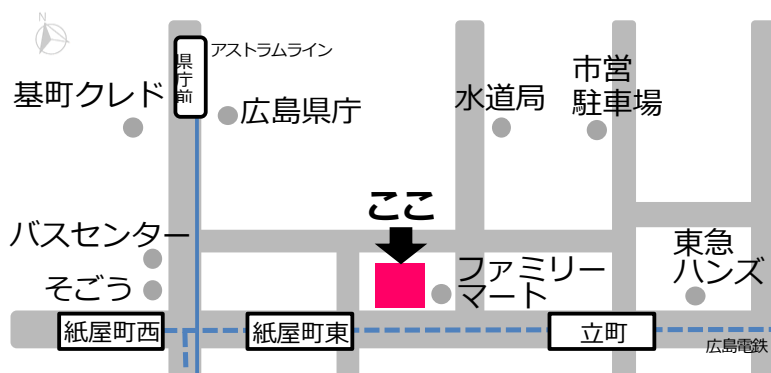 N
アストラムライン
県庁前
基町クレド
広島県庁
水道局
市営
駐車場
ここ
バスセンター
そごう
ファミリー
マート
東急
ハンズ
紙屋町西
紙屋町東
立町
広島電鉄